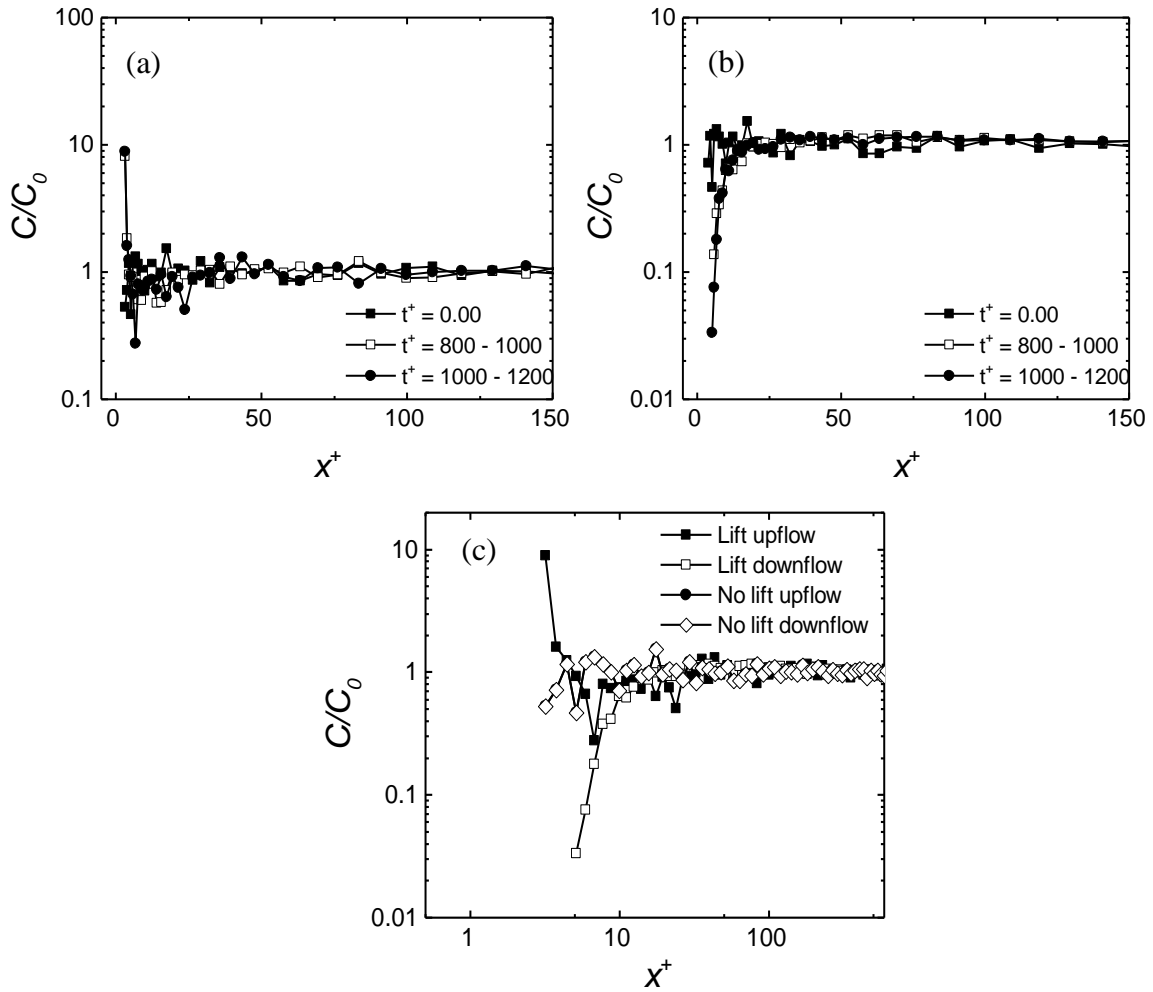 100
10
1
0.1
C/C₀
(a)
t⁺ = 0.00
t⁺ = 800 - 1000
t⁺ = 1000 - 1200
0 50 100 150
x⁺
10
1
0.1
0.01
C/C₀
(b)
t⁺ = 0.00
t⁺ = 800 - 1000
t⁺ = 1000 - 1200
0 25 50 75 100 150
x⁺
10
1
0.1
0.01
C/C₀
(c)
Lift upflow
Lift downflow
No lift upflow
No lift downflow
1 10 100
x⁺